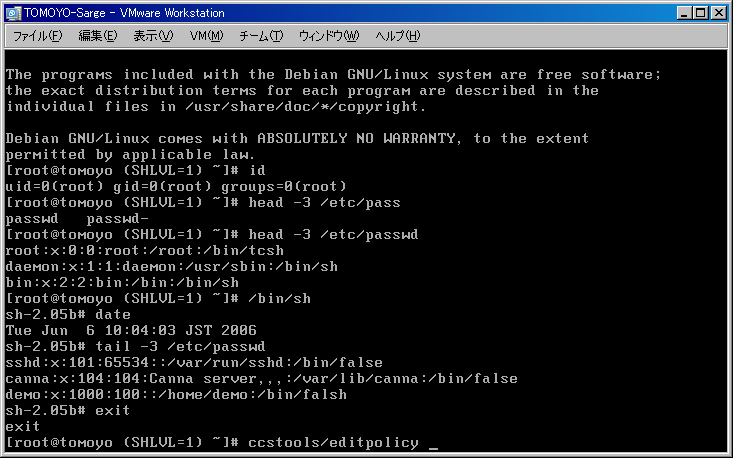 TOMOYO-Sarge - VMware Workstation
ファイル(F) 編集(E) 表示(V) VM(M) チーム(T) ウィンドウ(W) ヘルプ(H)
The programs included with the Debian GNU/Linux system are free software;
the exact distribution terms for each program are described in the
individual files in /usr/share/doc/*/copyright.
Debian GNU/Linux comes with ABSOLUTELY NO WARRANTY, to the extent
permitted by applicable law.
[root@tomoyo (SHLVL=1) ~]# id
uid=0(root) gid=0(root) groups=0(root)
[root@tomoyo (SHLVL=1) ~]# head -3 /etc/pass
passwd   passwd-
[root@tomoyo (SHLVL=1) ~]# head -3 /etc/passwd
root:x:0:0:root:/root:/bin/tcsh
daemon:x:1:1:daemon:/usr/sbin:/bin/sh
bin:x:2:2:bin:/bin:/bin/sh
[root@tomoyo (SHLVL=1) ~]# /bin/sh
sh-2.05b# date
Tue Jun  6 10:04:03 JST 2006
sh-2.05b# tail -3 /etc/passwd
sshd:x:101:65534::/var/run/sshd:/bin/false
canna:x:104:104:Canna server,,,:/var/lib/canna:/bin/false
demo:x:1000:100::/home/demo:/bin/falsh
sh-2.05b# exit
exit
[root@tomoyo (SHLVL=1) ~]# ccstools/editpolicy _